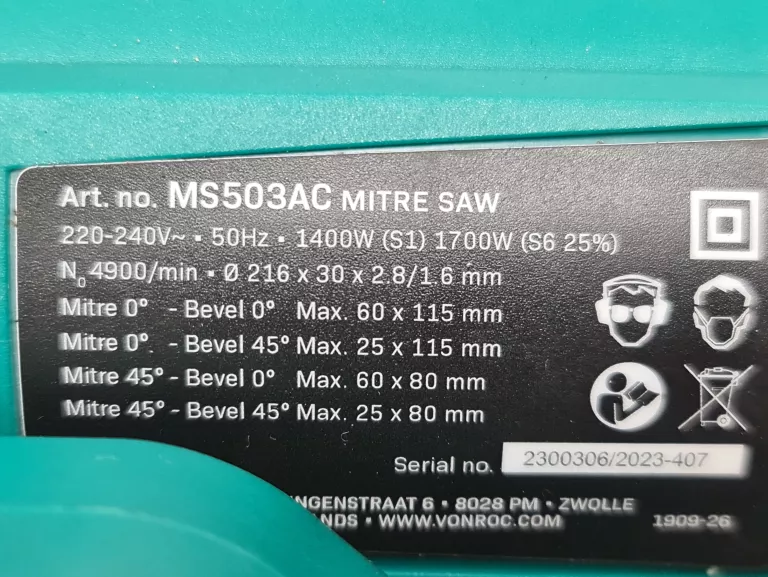 Art. no. MS503AC MITRE SAW
220-240V~ • 50Hz • 1400W (S1) 1700W (S6 25%)
N₀ 4900/min • Ø 216 x 30 x 2.8/1.6 mm
Mitre 0° - Bevel 0° Max. 60 x 115 mm
Mitre 0°. - Bevel 45° Max. 25 x 115 mm
Mitre 45° - Bevel 0° Max. 60 x 80 mm
Mitre 45° - Bevel 45° Max. 25 x 80 mm
Serial no. 2300306/2023-407
NGENSTRAAT 6 • 8028 PM • ZWOLLE
NDS • WWW.VONROC.COM 1909-26